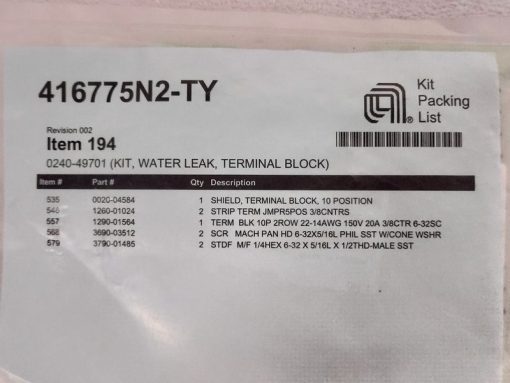 416775N2-TY
Kit
Packing
List
Revision 002
Item 194
0240-49701 (KIT, WATER LEAK, TERMINAL BLOCK)
Item # Part # Qty Description
535 0020-04584 1 SHIELD, TERMINAL BLOCK, 10 POSITION
546 1260-01024 2 STRIP TERM JMPR5POS 3/8CNTRS
557 1290-01564 1 TERM BLK 10P 2ROW 22-14AWG 150V 20A 3/8CTR 6-32SC
568 3690-03512 2 SCR MACH PAN HD 6-32X5/16L PHIL SST W/CONE WSHR
579 3790-01485 2 STDF M/F 1/4HEX 6-32 X 5/16L X 1/2THD-MALE SST